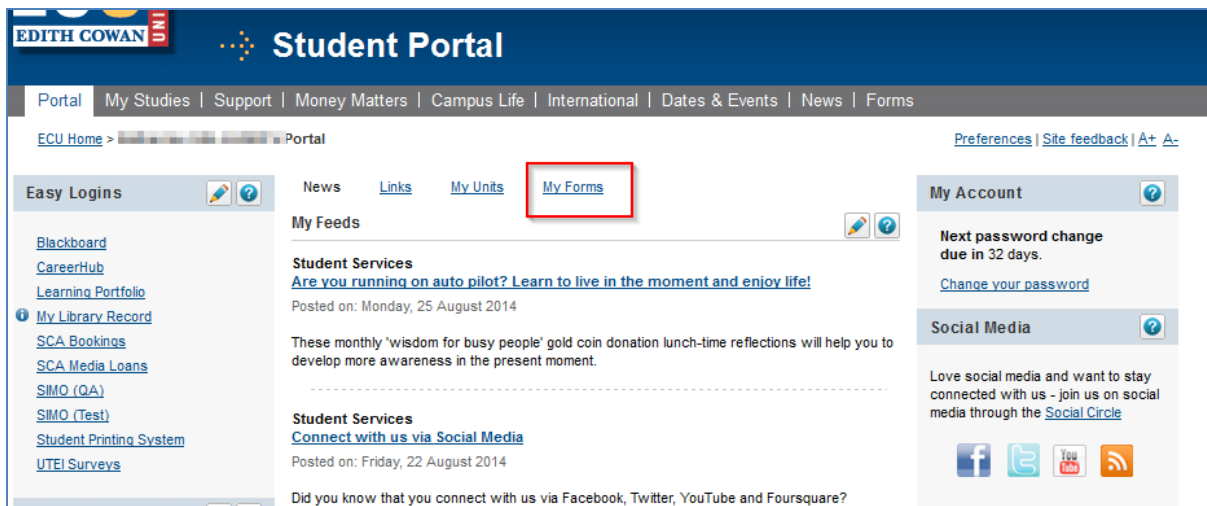 EDITH COWAN
UNI
Student Portal
Portal My Studies | Support | Money Matters | Campus Life | International | Dates & Events | News | Forms
ECU Home > Portal
Preferences | Site feedback | A+ A-
Easy Logins
Blackboard
CareerHub
Learning Portfolio
My Library Record
SCA Bookings
SCA Media Loans
SIMO (QA)
SIMO (Test)
Student Printing System
UTEI Surveys
News Links My Units My Forms
My Feeds
Student Services
Are you running on auto pilot? Learn to live in the moment and enjoy life!
Posted on: Monday, 25 August 2014
These monthly 'wisdom for busy people' gold coin donation lunch-time reflections will help you to
develop more awareness in the present moment.
Student Services
Connect with us via Social Media
Posted on: Friday, 22 August 2014
Did you know that you connect with us via Facebook, Twitter, YouTube and Foursquare?
My Account
Next password change
due in 32 days.
Change your password
Social Media
Love social media and want to stay
connected with us - join us on social
media through the Social Circle
You
Tube